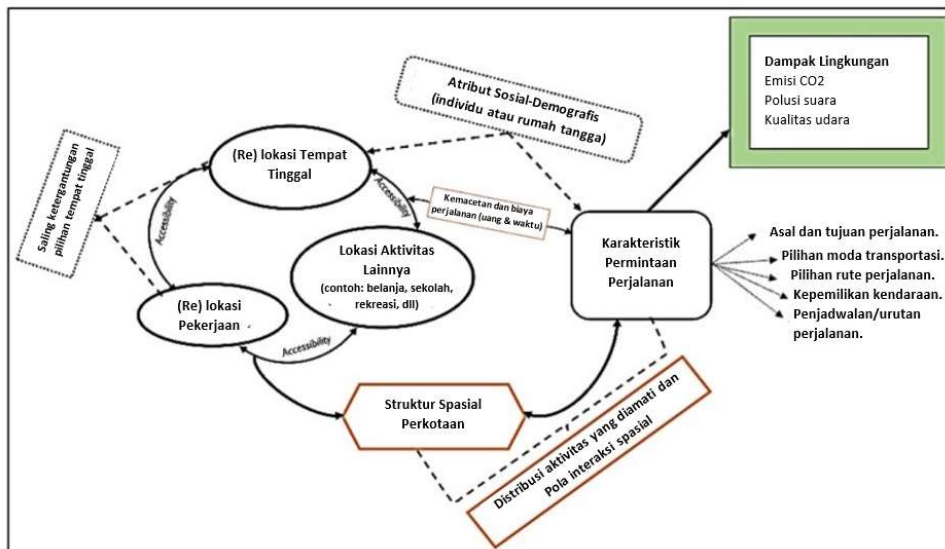 Dampak Lingkungan
Emisi CO2
Polusi suara
Kualitas udara
Atribut Sosial-Demografis
(individu atau rumah tangga)
(Re) lokasi Tempat
Tinggal
Saling ketergantungan
pilihan tempat tinggal
Accessibility
Accessibility
Kemacetan dan biaya
perjalanan (uang & waktu)
Lokasi Aktivitas
Lainnya
(contoh: belanja, sekolah,
rekreasi, dll)
Karakteristik
Permintaan
Perjalanan
Asal dan tujuan perjalanan.
Pilihan moda transportasi.
Pilihan rute perjalanan.
Kepemilikan kendaraan.
Penjadwalan/urutan
perjalanan.
(Re) lokasi
Pekerjaan
Accessibility
Struktur Spasial
Perkotaan
Distribusi aktivitas yang diamati dan
Pola interaksi spasial